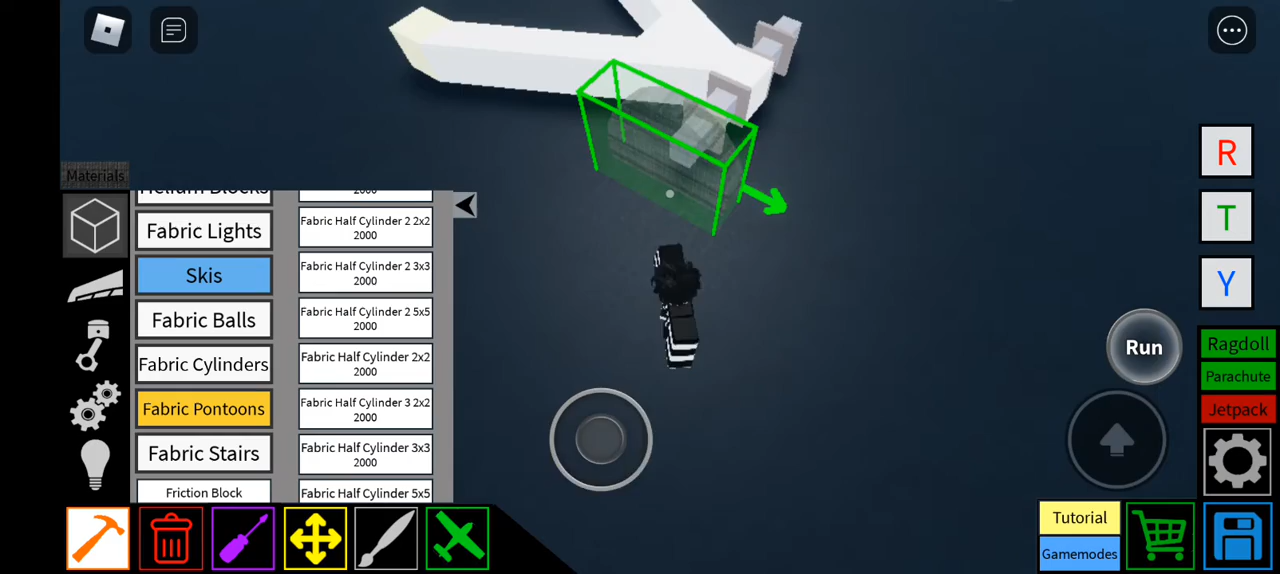 Materials
Helium Blocks
Fabric Lights
Skis
Fabric Balls
Fabric Cylinders
Fabric Pontoons
Fabric Stairs
Friction Block
2000
Fabric Half Cylinder 2 2x2
2000
Fabric Half Cylinder 2 3x3
2000
Fabric Half Cylinder 2 5x5
2000
Fabric Half Cylinder 2x2
2000
Fabric Half Cylinder 3 2x2
2000
Fabric Half Cylinder 3x3
2000
Fabric Half Cylinder 5x5
R
T
Y
Run
Ragdoll
Parachute
Jetpack
Tutorial
Gamemodes